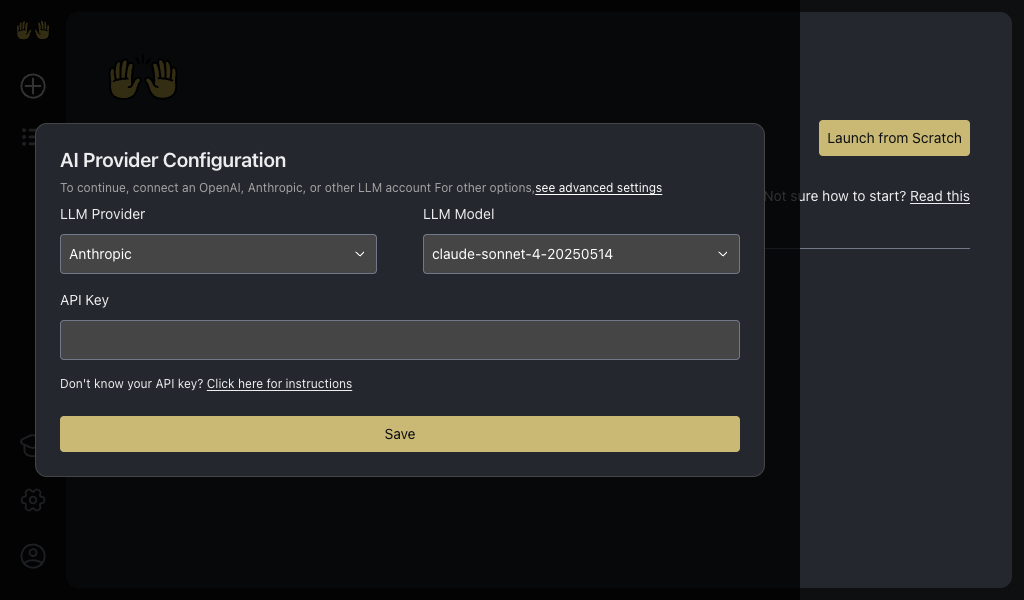 Launch from Scratch
AI Provider Configuration
To continue, connect an OpenAI, Anthropic, or other LLM account For other options,see advanced settings
Not sure how to start? Read this
LLM Provider
LLM Model
Anthropic
claude-sonnet-4-20250514
API Key
Don't know your API key? Click here for instructions
Save